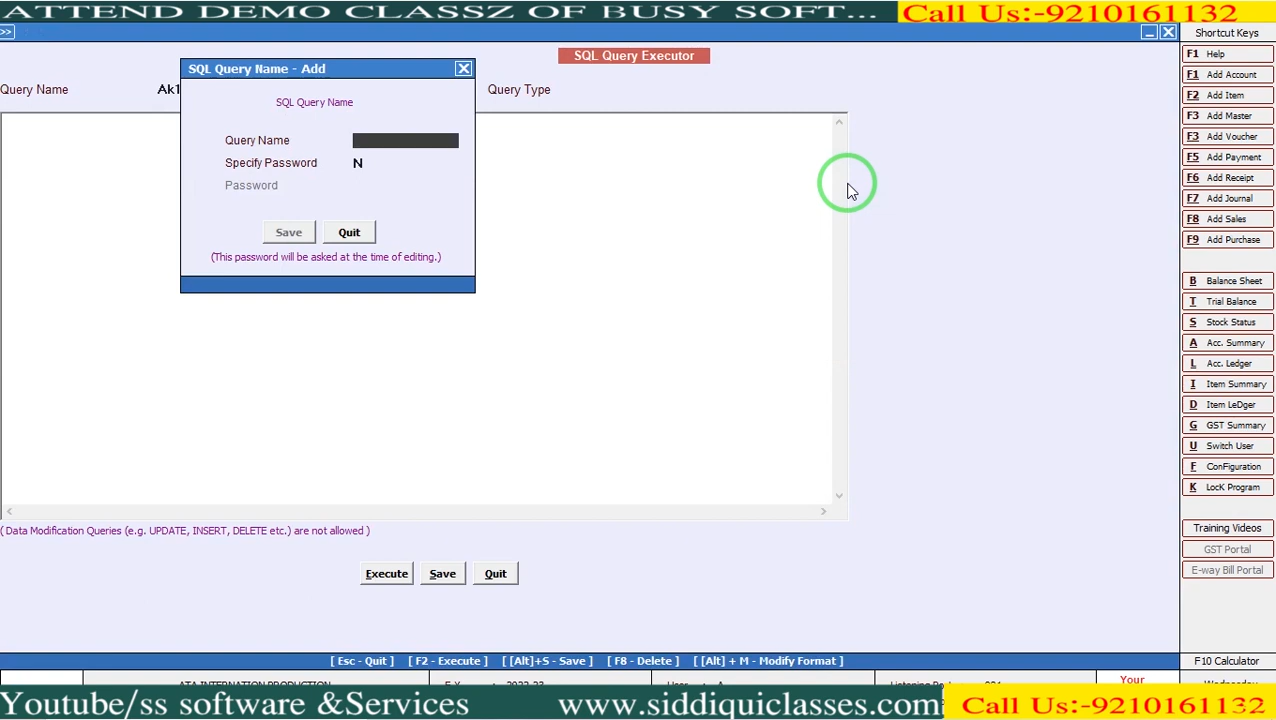 ATTEND DEMO CLASSZ OF BUSY SOFT...
Call Us:-9210161132
>>
SQL Query Executor
Query Name
Ak1
Query Type
SQL Query Name - Add
SQL Query Name
Query Name
Specify Password N
Password
Save Quit
(This password will be asked at the time of editing.)
( Data Modification Queries (e.g. UPDATE, INSERT, DELETE etc.) are not allowed )
Execute Save Quit
[ Esc - Quit ] [ F2 - Execute ] [ [Alt]+S - Save ] [ F8 - Delete ] [ [Alt] + M - Modify Format ]
Shortcut Keys
F1 Help
F1 Add Account
F2 Add Item
F3 Add Master
F3 Add Voucher
F5 Add Payment
F6 Add Receipt
F7 Add Journal
F8 Add Sales
F9 Add Purchase
B Balance Sheet
T Trial Balance
S Stock Status
A Acc. Summary
L Acc. Ledger
I Item Summary
D Item LeDger
G GST Summary
U Switch User
F ConFiguration
K LocK Program
Training Videos
GST Portal
E-way Bill Portal
F10 Calculator
Your
Youtube/ss software &Services
www.siddiquiclasses.com
Call Us:-9210161132